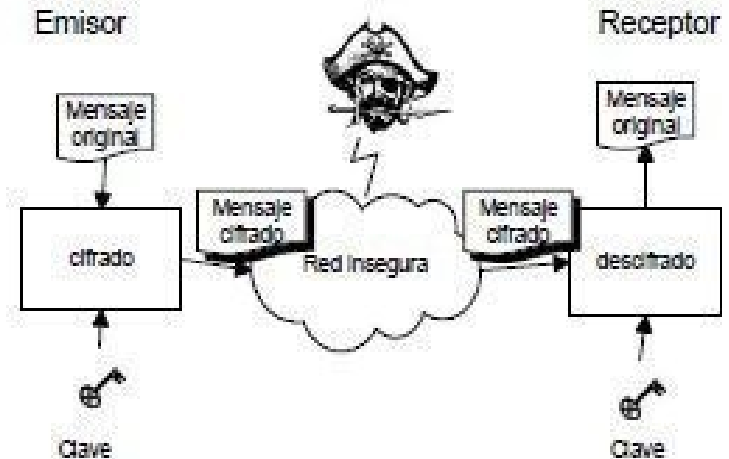 Emisor
Receptor
Mensaje
original
Mensaje
original
Mensaje
cifrado
Mensaje
cifrado
cifrado
Red Insegura
descifrado
Clave
Clave